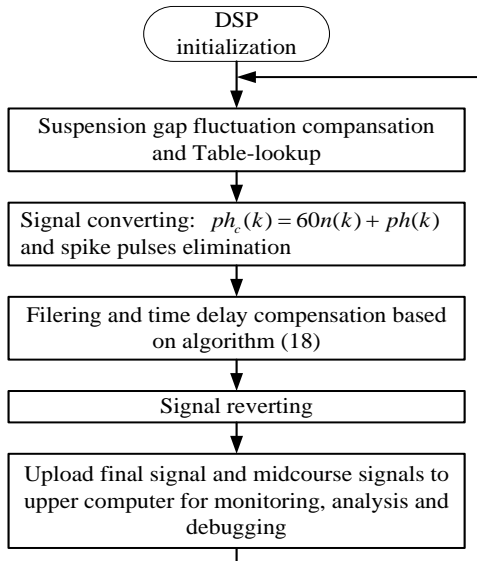 DSP
initialization
Suspension gap fluctuation compansation
and Table-lookup
Signal converting: ph_c(k) = 60n(k) + ph(k)
and spike pulses elimination
Filering and time delay compensation based
on algorithm (18)
Signal reverting
Upload final signal and midcourse signals to
upper computer for monitoring, analysis and
debugging